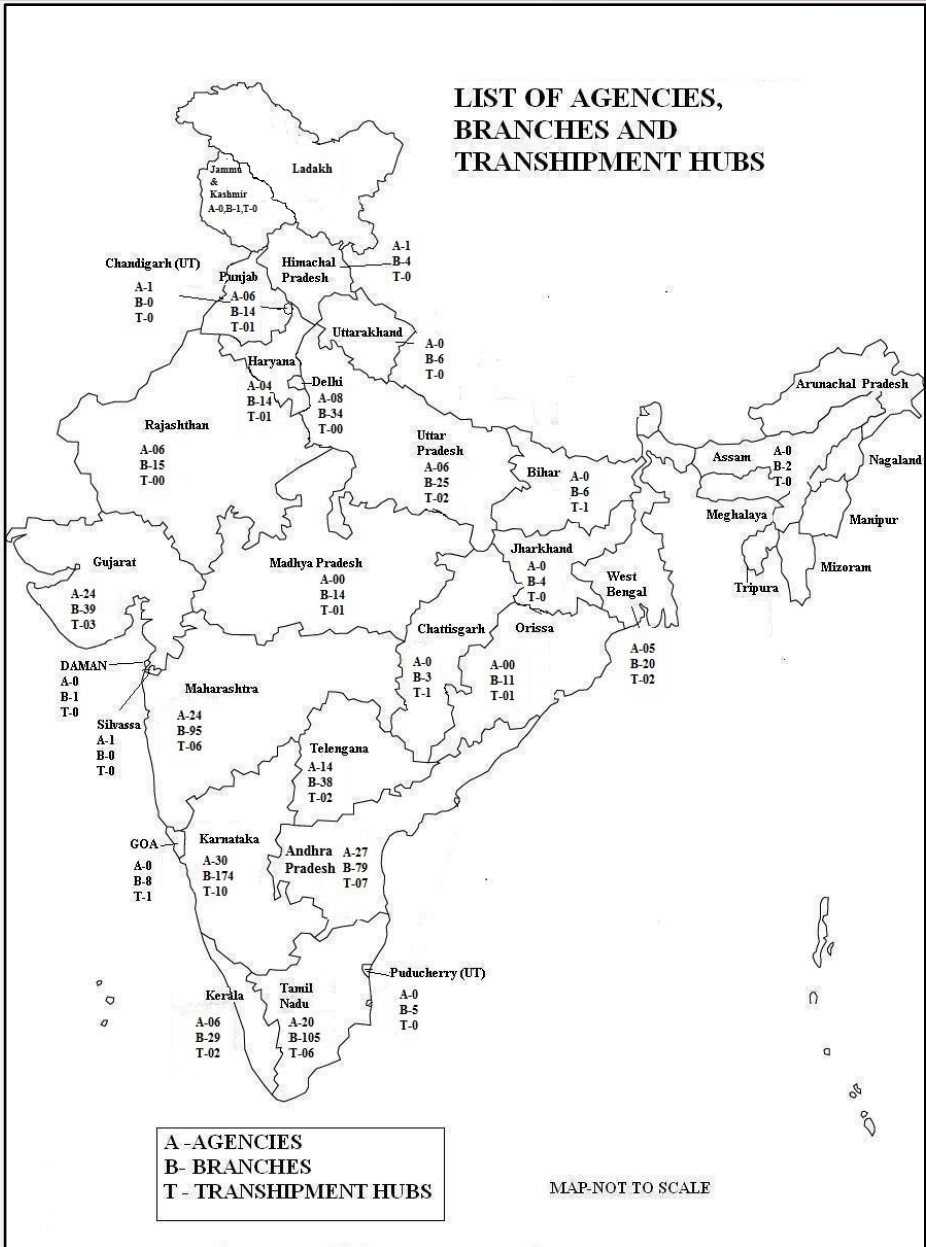 LIST OF AGENCIES,
BRANCHES AND
TRANSHIPMENT HUBS
Ladakh
Jammu
&
Kashmir
A-0,B-1,T-0
Himachal
Pradesh
A-1
B-4
T-0
Chandigarh (UT)
A-1
B-0
T-0
Punjab
A-06
B-14
T-01
Uttarakhand
A-0
B-6
T-0
Haryana
A-04
B-14
T-01
Delhi
A-08
B-34
T-00
Rajashthan
A-06
B-15
T-00
Uttar
Pradesh
A-06
B-25
T-02
Bihar
A-0
B-6
T-1
Arunachal Pradesh
Assam
A-0
B-2
T-0
Nagaland
Meghalaya
Manipur
Mizoram
Tripura
Gujarat
A-24
B-39
T-03
Madhya Pradesh
A-00
B-14
T-01
Jharkhand
A-0
B-4
T-0
West
Bengal
A-05
B-20
T-02
Chattisgarh
A-0
B-3
T-1
Orissa
A-00
B-11
T-01
DAMAN
A-0
B-1
T-0
Silvassa
A-1
B-0
T-0
Maharashtra
A-24
B-95
T-06
Telengana
A-14
B-38
T-02
GOA
A-0
B-8
T-1
Karnataka
A-30
B-174
T-10
Andhra
Pradesh
A-27
B-79
T-07
Puducherry (UT)
A-0
B-5
T-0
Kerala
A-06
B-29
T-02
Tamil
Nadu
A-20
B-105
T-06
A -AGENCIES
B- BRANCHES
T - TRANSHIPMENT HUBS
MAP-NOT TO SCALE